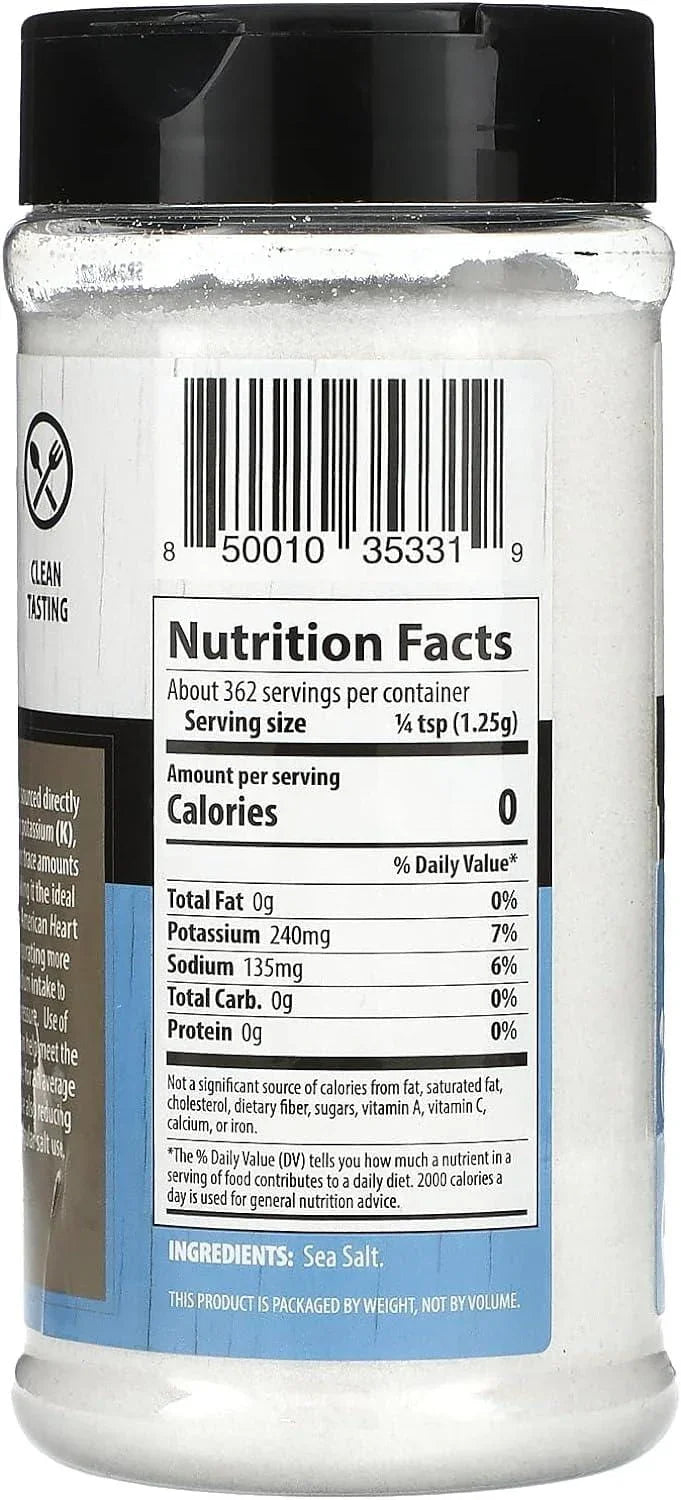 8 50010 35331 9
CLEAN
TASTING
Nutrition Facts
About 362 servings per container
Serving size ¼ tsp (1.25g)
Amount per serving
Calories 0
% Daily Value*
Total Fat 0g 0%
Potassium 240mg 7%
Sodium 135mg 6%
Total Carb. 0g 0%
Protein 0g 0%
Not a significant source of calories from fat, saturated fat,
cholesterol, dietary fiber, sugars, vitamin A, vitamin C,
calcium, or iron.
*The % Daily Value (DV) tells you how much a nutrient in a
serving of food contributes to a daily diet. 2000 calories a
day is used for general nutrition advice.
INGREDIENTS: Sea Salt.
THIS PRODUCT IS PACKAGED BY WEIGHT, NOT BY VOLUME.
directly
potassium (K),
trace amounts
it the ideal
American Heart
more
intake to
Use of
help meet the
average
reducing
salt use,